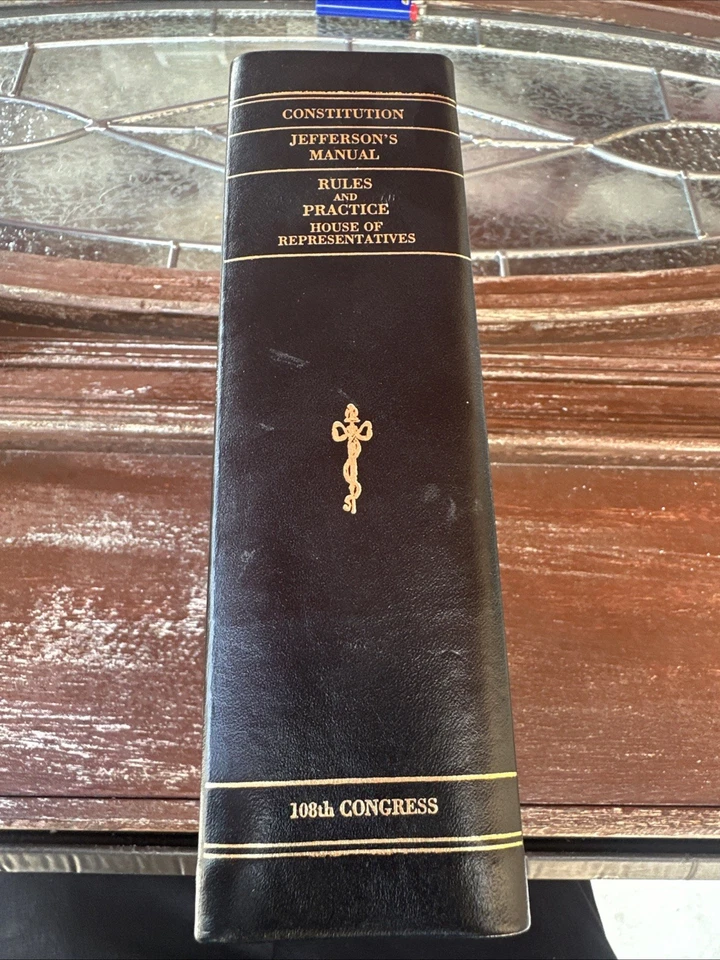 CONSTITUTION
JEFFERSON'S
MANUAL
RULES
AND
PRACTICE
HOUSE OF
REPRESENTATIVES
108th CONGRESS